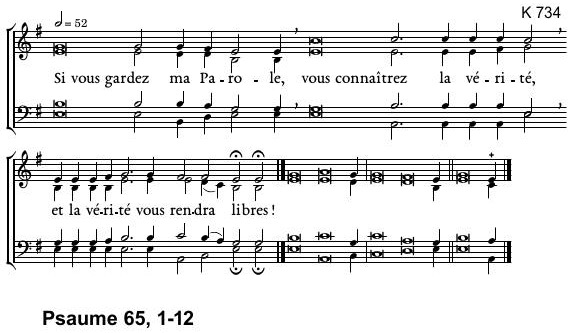 K 734
𝅗𝅥 = 52
Si vous gardez ma Pa - ro - le, vous connaîtrez la vé - ri - té,
et la vé-ri-té vous ren-dra libres !
Psaume 65, 1-12